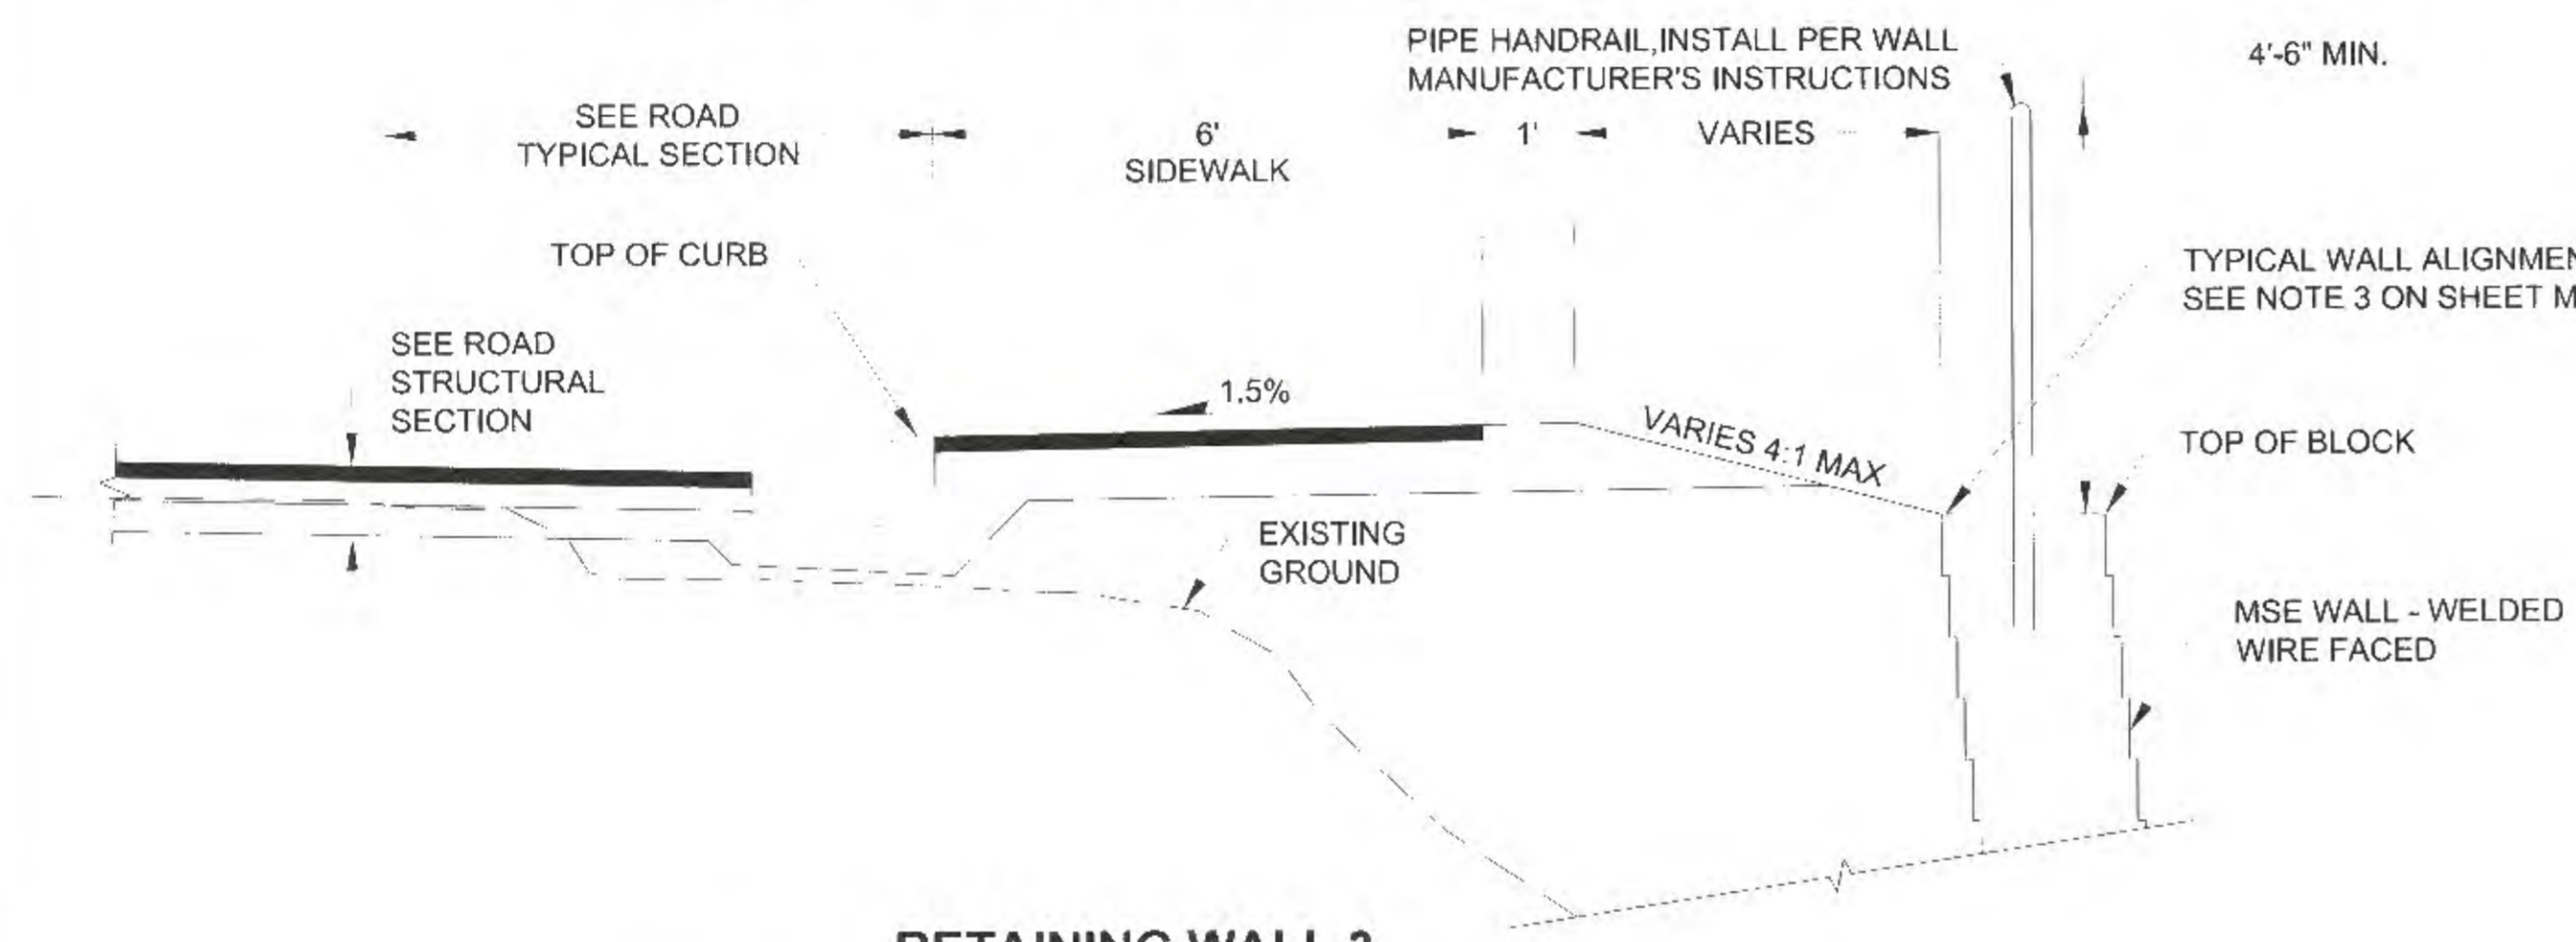 PIPE HANDRAIL,INSTALL PER WALL
MANUFACTURER'S INSTRUCTIONS
4'-6" MIN.
SEE ROAD
TYPICAL SECTION
6'
SIDEWALK
1'
VARIES
TOP OF CURB
TYPICAL WALL ALIGNMEN
SEE NOTE 3 ON SHEET M
SEE ROAD
STRUCTURAL
SECTION
1.5%
VARIES 4:1 MAX
TOP OF BLOCK
EXISTING
GROUND
MSE WALL - WELDED
WIRE FACED
RETAINING WALL